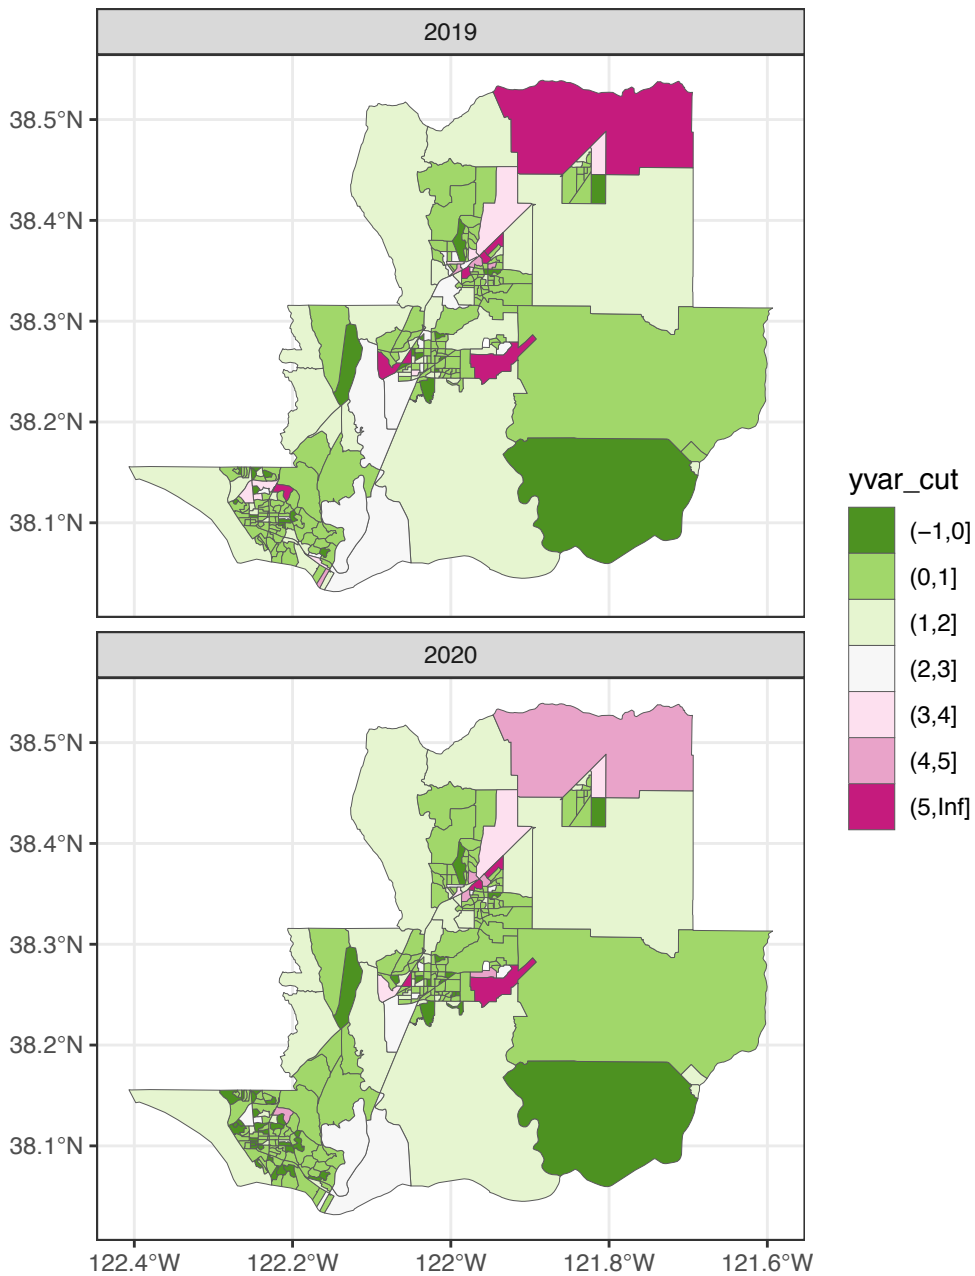 2019
38.5°N
38.4°N
38.3°N
38.2°N
38.1°N
2020
38.5°N
38.4°N
38.3°N
38.2°N
38.1°N
122.4°W 122.2°W 122°W 121.8°W 121.6°W
yvar_cut
(−1,0]
(0,1]
(1,2]
(2,3]
(3,4]
(4,5]
(5,Inf]